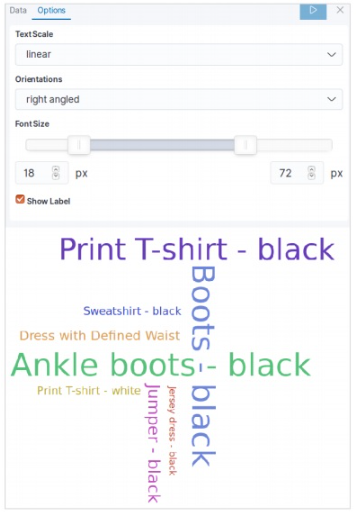 Data Options
Text Scale
linear
Orientations
right angled
Font Size
18 px 72 px
Show Label
Print T-shirt - black
Boots - black
Sweatshirt - black
Dress with Defined Waist
Ankle boots - black
Print T-shirt - white
Jumper - black
Jersey dress - black